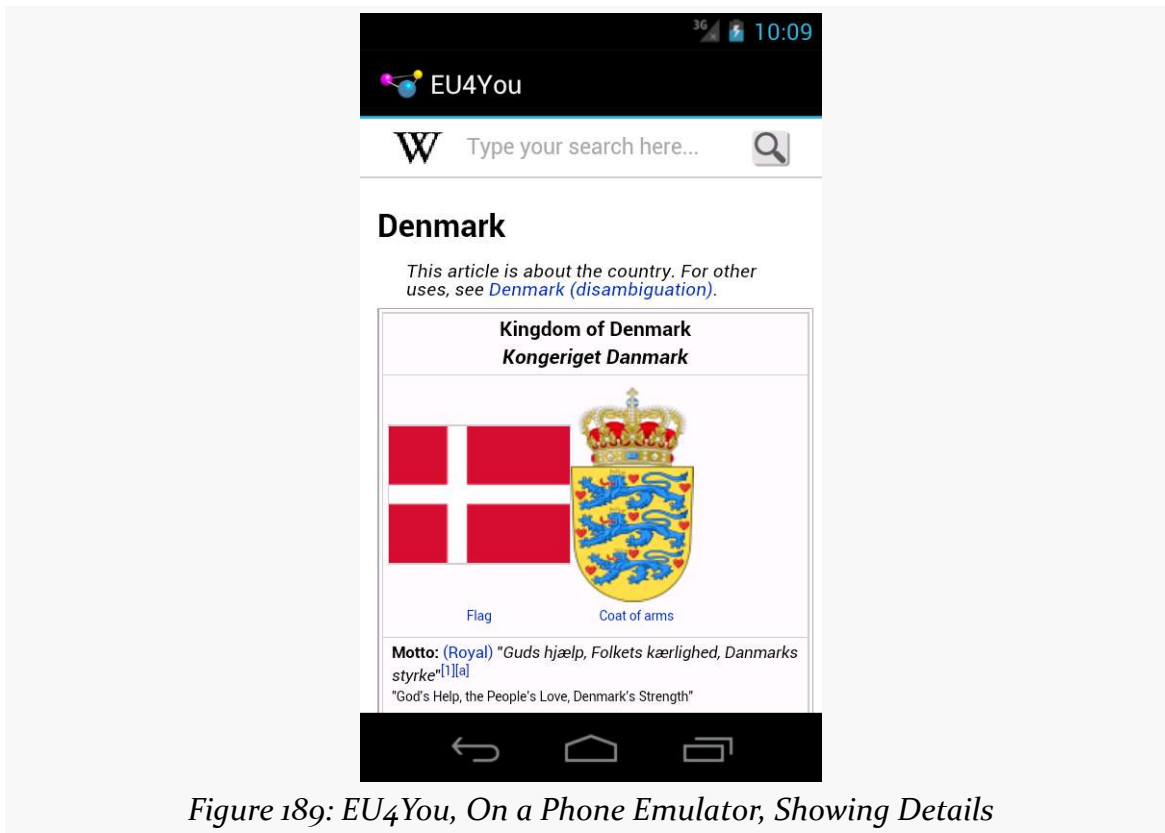 3G 10:09
EU4You
W Type your search here...
Denmark
This article is about the country. For other
uses, see Denmark (disambiguation).
Kingdom of Denmark
Kongeriget Danmark
Flag Coat of arms
Motto: (Royal) "Guds hjælp, Folkets kærlighed, Danmarks
styrke"[1][a]
"God's Help, the People's Love, Denmark's Strength"
Figure 189: EU4You, On a Phone Emulator, Showing Details